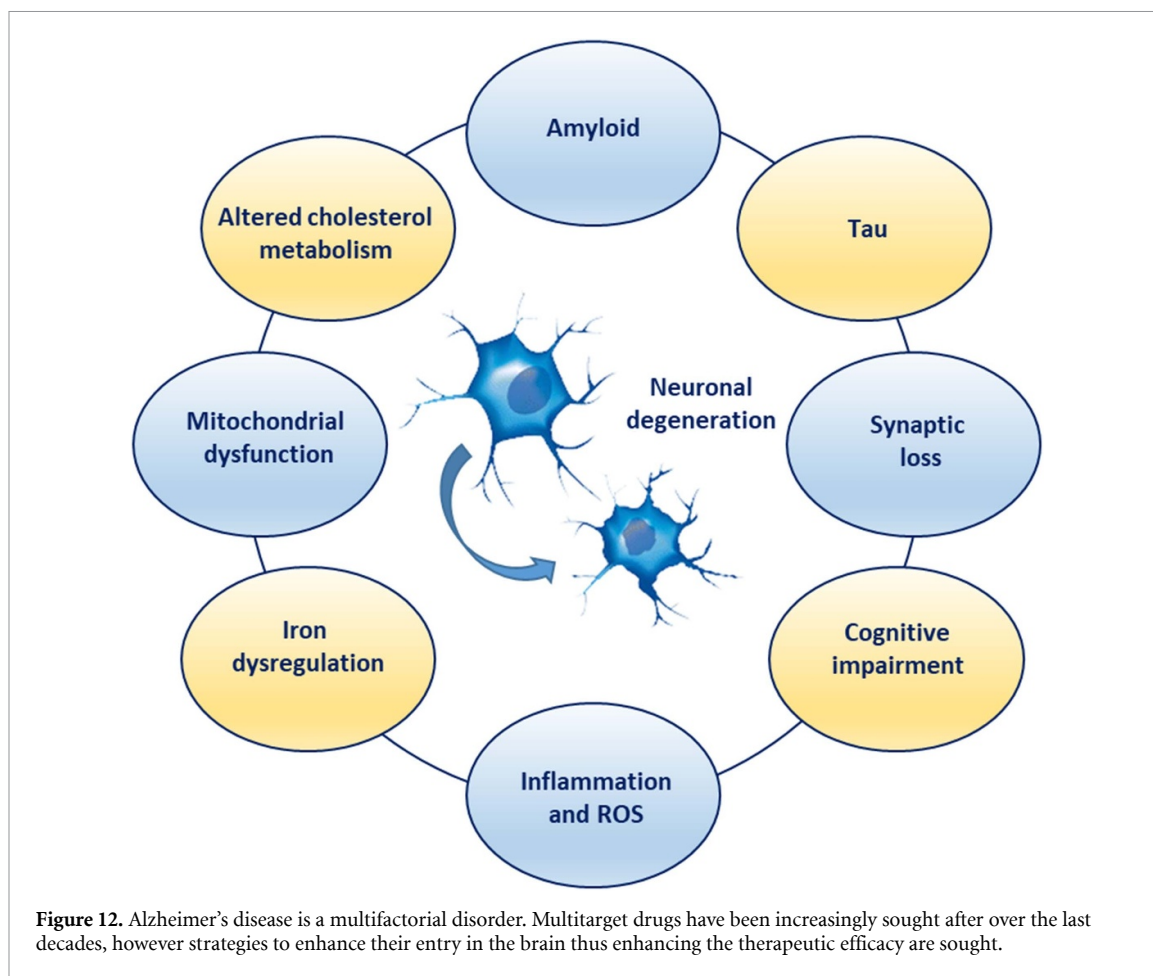 Amyloid
Tau
Synaptic
loss
Cognitive
impairment
Inflammation
and ROS
Iron
dysregulation
Mitochondrial
dysfunction
Altered cholesterol
metabolism
Neuronal
degeneration
Figure 12. Alzheimer’s disease is a multifactorial disorder. Multitarget drugs have been increasingly sought after over the last
decades, however strategies to enhance their entry in the brain thus enhancing the therapeutic efficacy are sought.